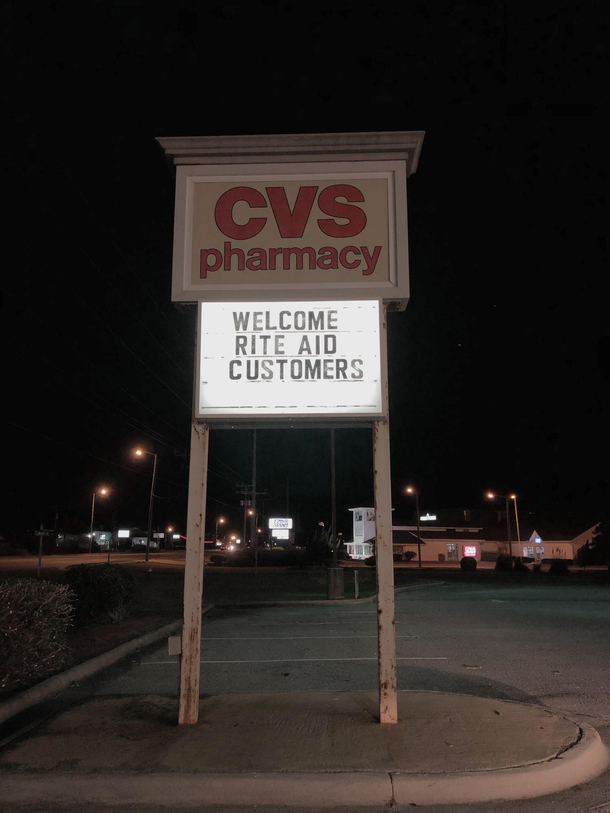 CVS
pharmacy
WELCOME
RITE AID
CUSTOMERS